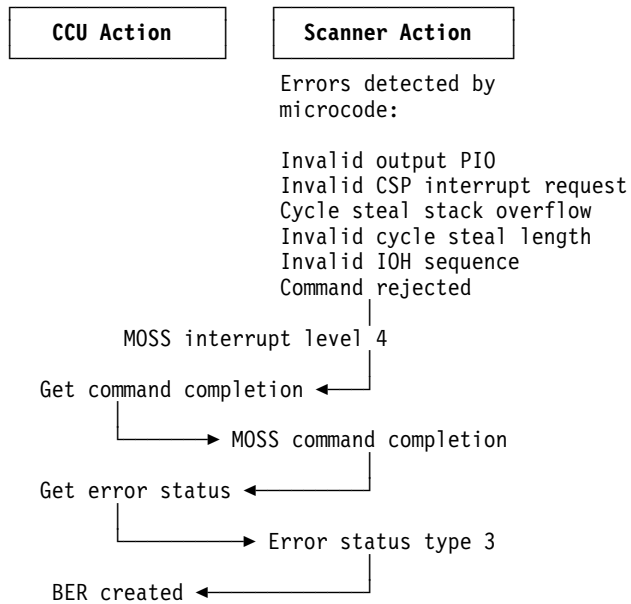 CCU Action
Scanner Action
Errors detected by
microcode:
Invalid output PIO
Invalid CSP interrupt request
Cycle steal stack overflow
Invalid cycle steal length
Invalid IOH sequence
Command rejected
MOSS interrupt level 4
Get command completion
MOSS command completion
Get error status
Error status type 3
BER created